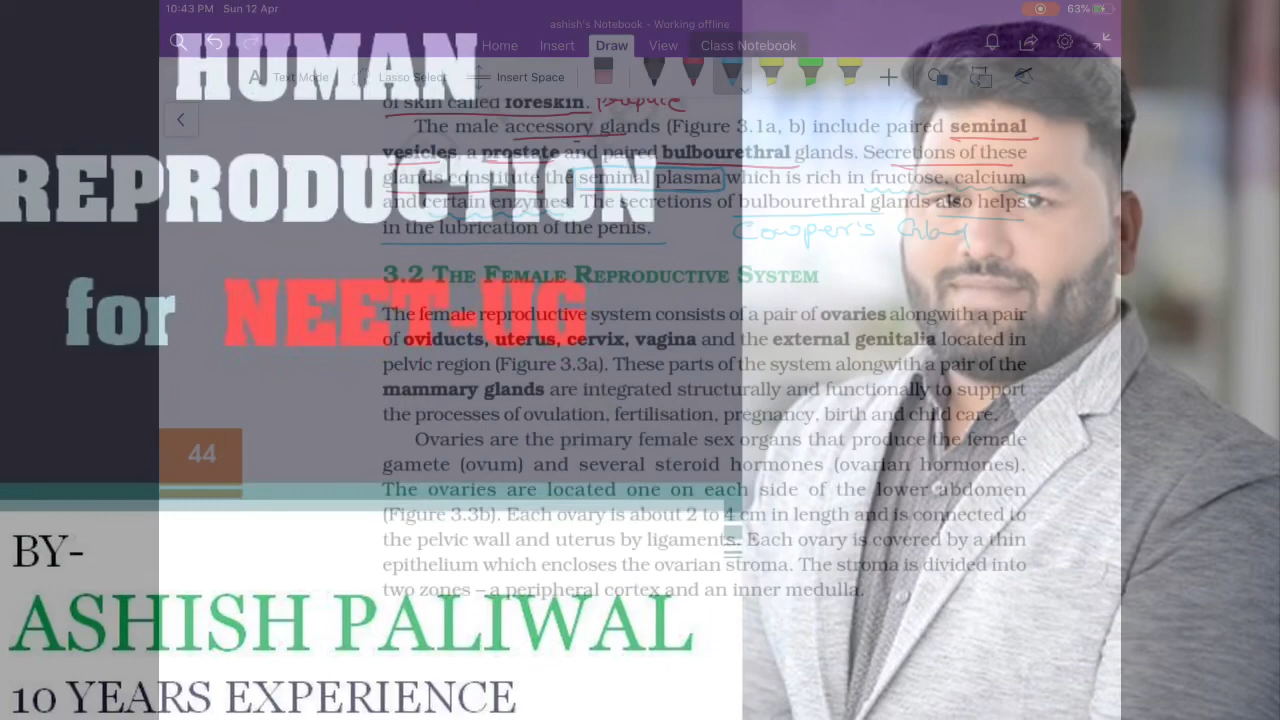 10:43 PM Sun 12 Apr
63%
ashish's Notebook - Working offline
Home Insert Draw View Class Notebook
Text Mode Lasso Select Insert Space
HUMAN
REPRODUCTION
for NEET-UG
of skin called foreskin. prepuce
The male accessory glands (Figure 3.1a, b) include paired seminal
vesicles, a prostate and paired bulbourethral glands. Secretions of these
glands constitute the seminal plasma which is rich in fructose, calcium
and certain enzymes. The secretions of bulbourethral glands also helps
in the lubrication of the penis.
Cowper's Gland
3.2 THE FEMALE REPRODUCTIVE SYSTEM
The female reproductive system consists of a pair of ovaries alongwith a pair
of oviducts, uterus, cervix, vagina and the external genitalia located in
pelvic region (Figure 3.3a). These parts of the system alongwith a pair of the
mammary glands are integrated structurally and functionally to support
the processes of ovulation, fertilisation, pregnancy, birth and child care.
Ovaries are the primary female sex organs that produce the female
gamete (ovum) and several steroid hormones (ovarian hormones).
The ovaries are located one on each side of the lower abdomen
(Figure 3.3b). Each ovary is about 2 to 4 cm in length and is connected to
the pelvic wall and uterus by ligaments. Each ovary is covered by a thin
epithelium which encloses the ovarian stroma. The stroma is divided into
two zones – a peripheral cortex and an inner medulla.
44
BY-
ASHISH PALIWAL
10 YEARS EXPERIENCE